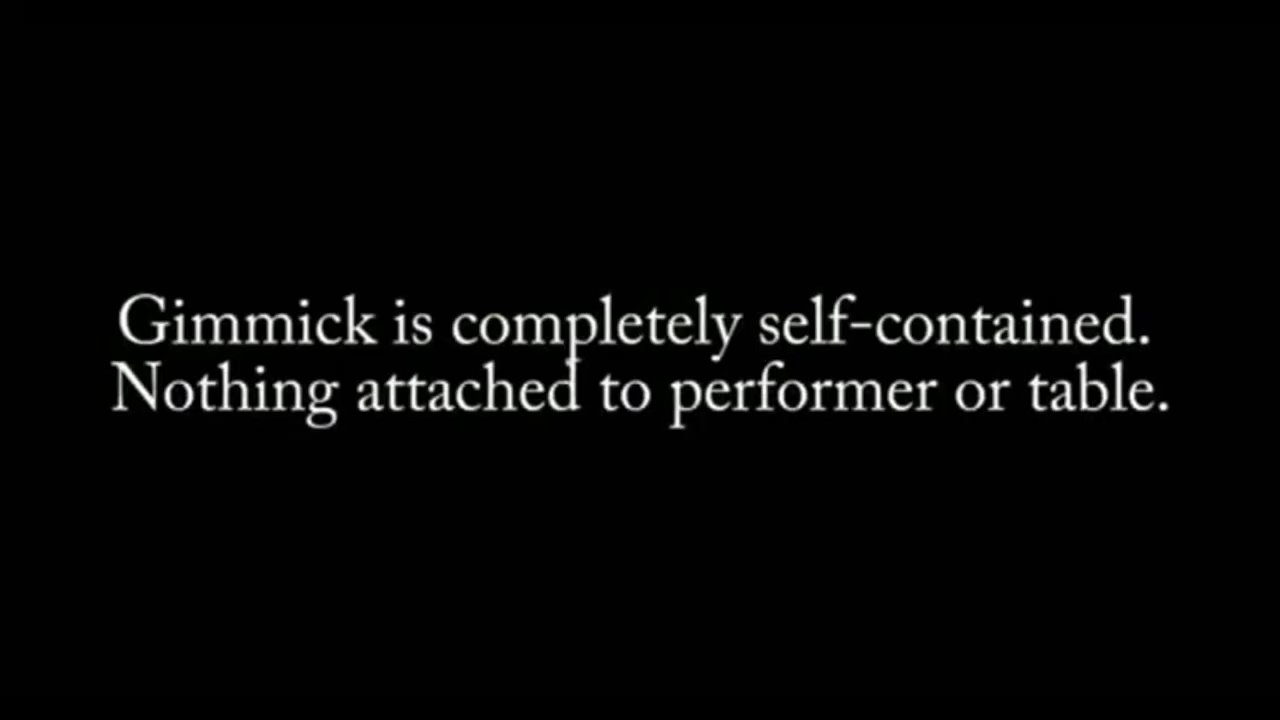 Gimmick is completely self-contained.
Nothing attached to performer or table.